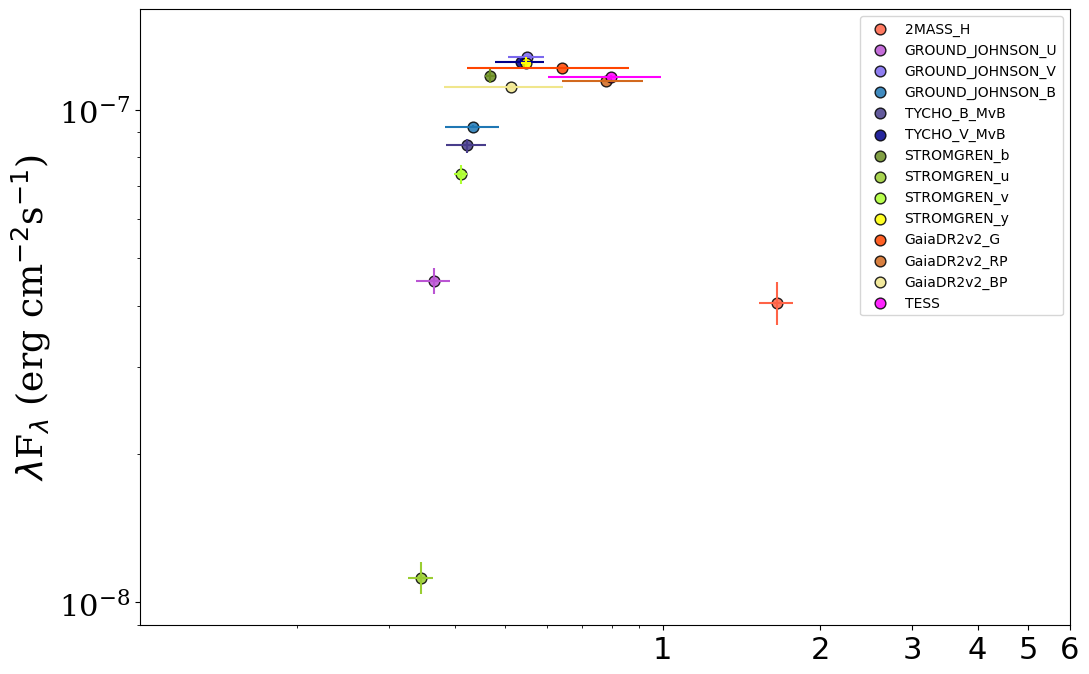 λF_λ (erg cm⁻²s⁻¹)
10⁻⁷
10⁻⁸
1 2 3 4 5 6
2MASS_H
GROUND_JOHNSON_U
GROUND_JOHNSON_V
GROUND_JOHNSON_B
TYCHO_B_MvB
TYCHO_V_MvB
STROMGREN_b
STROMGREN_u
STROMGREN_v
STROMGREN_y
GaiaDR2v2_G
GaiaDR2v2_RP
GaiaDR2v2_BP
TESS